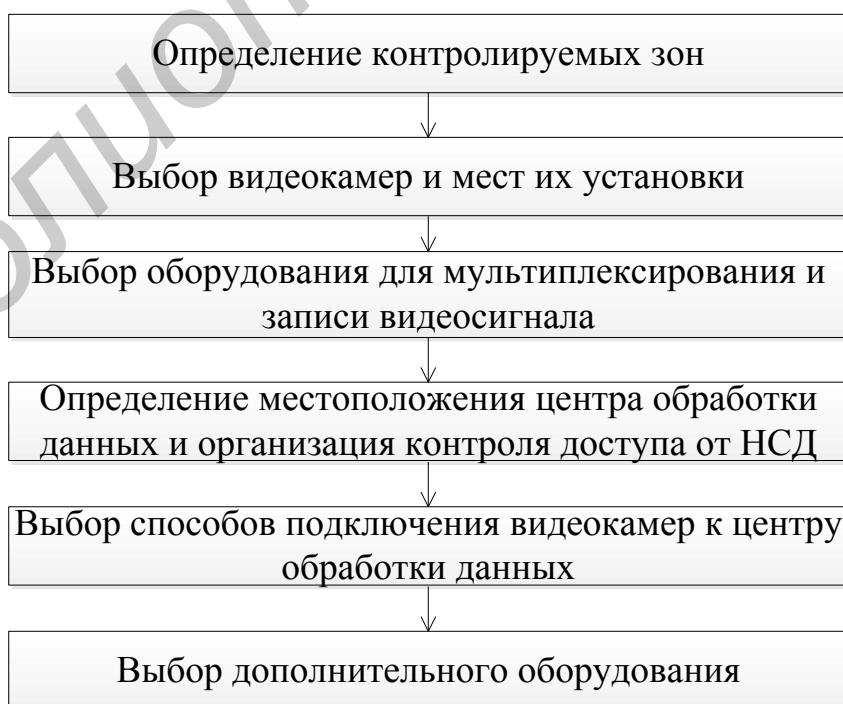 Определение контролируемых зон
Выбор видеокамер и мест их установки
Выбор оборудования для мультиплексирования и
записи видеосигнала
Определение местоположения центра обработки
данных и организация контроля доступа от НСД
Выбор способов подключения видеокамер к центру
обработки данных
Выбор дополнительного оборудования